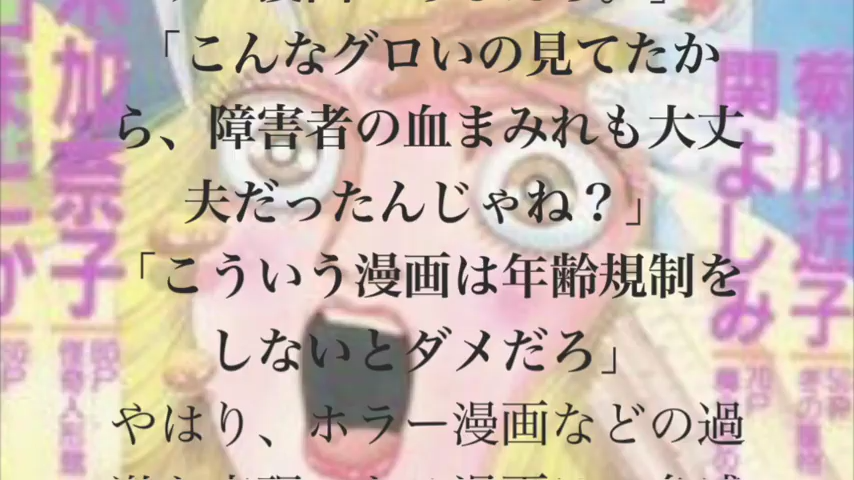 「こんなグロいの見てたか
ら、障害者の血まみれも大丈
夫だったんじゃね？」
「こういう漫画は年齢規制を
しないとダメだろ」
やはり、ホラー漫画などの過
菊川近子
関よしみ
加奈子